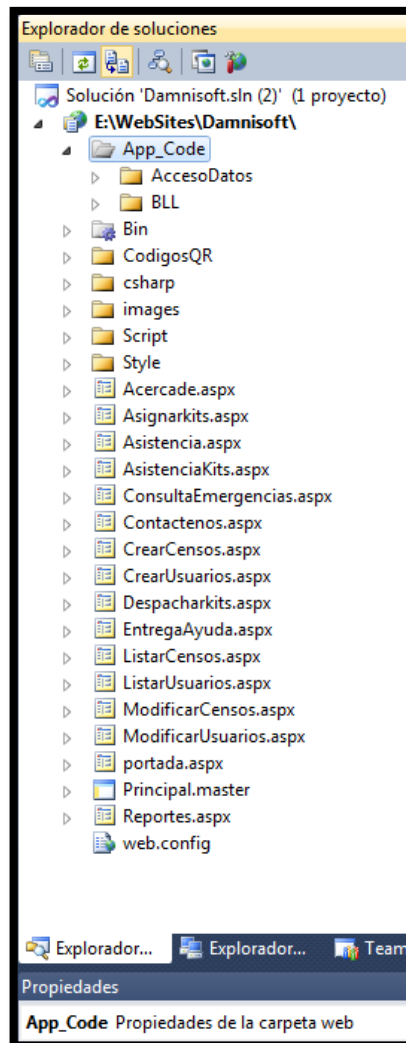 Explorador de soluciones
Solución 'Damnisoft.sln (2)' (1 proyecto)
E:\WebSites\Damnisoft\
App_Code
AccesoDatos
BLL
Bin
CodigosQR
csharp
images
Script
Style
Acercade.aspx
Asignarkits.aspx
Asistencia.aspx
AsistenciaKits.aspx
ConsultaEmergencias.aspx
Contactenos.aspx
CrearCensos.aspx
CrearUsuarios.aspx
Despacharkits.aspx
EntregaAyuda.aspx
ListarCensos.aspx
ListarUsuarios.aspx
ModificarCensos.aspx
ModificarUsuarios.aspx
portada.aspx
Principal.master
Reportes.aspx
web.config
Explorador... Explorador... Team
Propiedades
App_Code Propiedades de la carpeta web